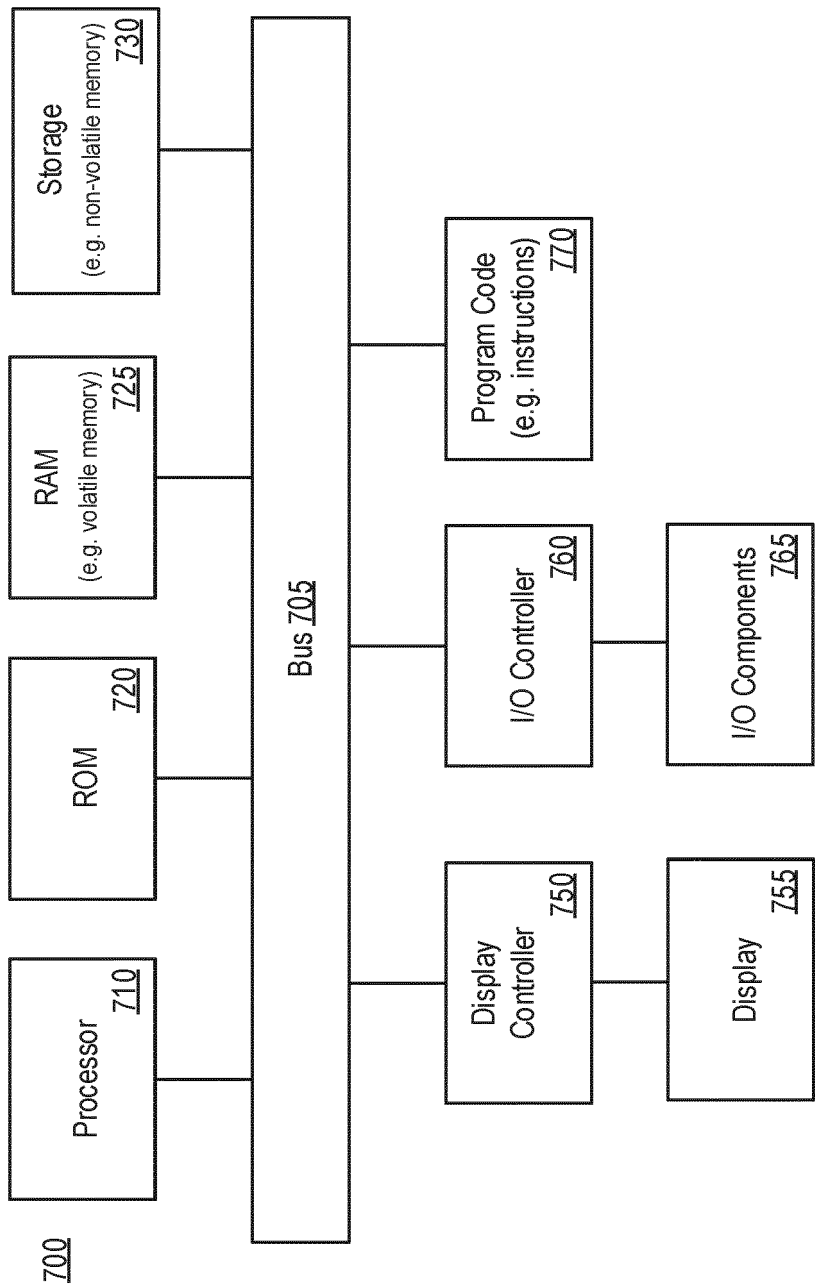 700
Processor
710
ROM
720
RAM
(e.g. volatile memory)
725
Storage
(e.g. non-volatile memory)
730
Bus 705
Display
Controller
750
I/O Controller
760
Program Code
(e.g. instructions)
770
Display
755
I/O Components
765